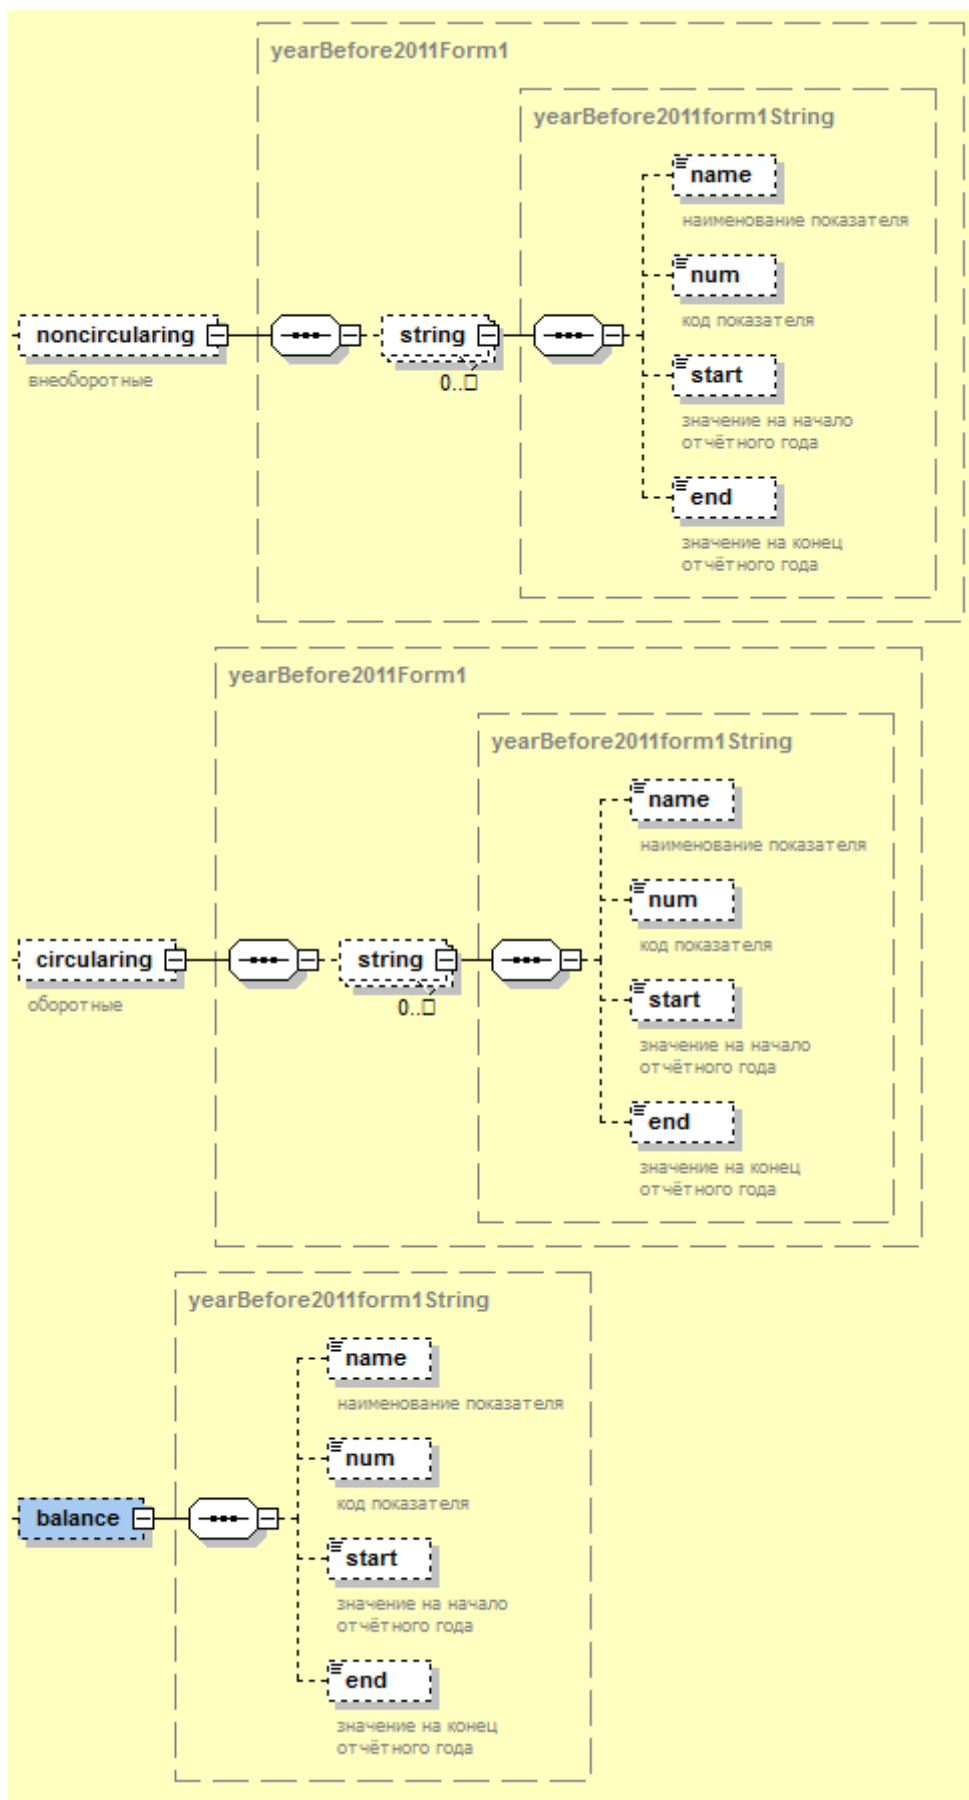 yearBefore2011Form1
yearBefore2011form1String
name
наименование показателя
num
код показателя
noncircularing
string
внеоборотные
0..□
start
значение на начало
отчётного года
end
значение на конец
отчётного года
yearBefore2011Form1
yearBefore2011form1String
name
наименование показателя
num
код показателя
circularing
string
оборотные
0..□
start
значение на начало
отчётного года
end
значение на конец
отчётного года
yearBefore2011form1String
name
наименование показателя
num
код показателя
balance
start
значение на начало
отчётного года
end
значение на конец
отчётного года